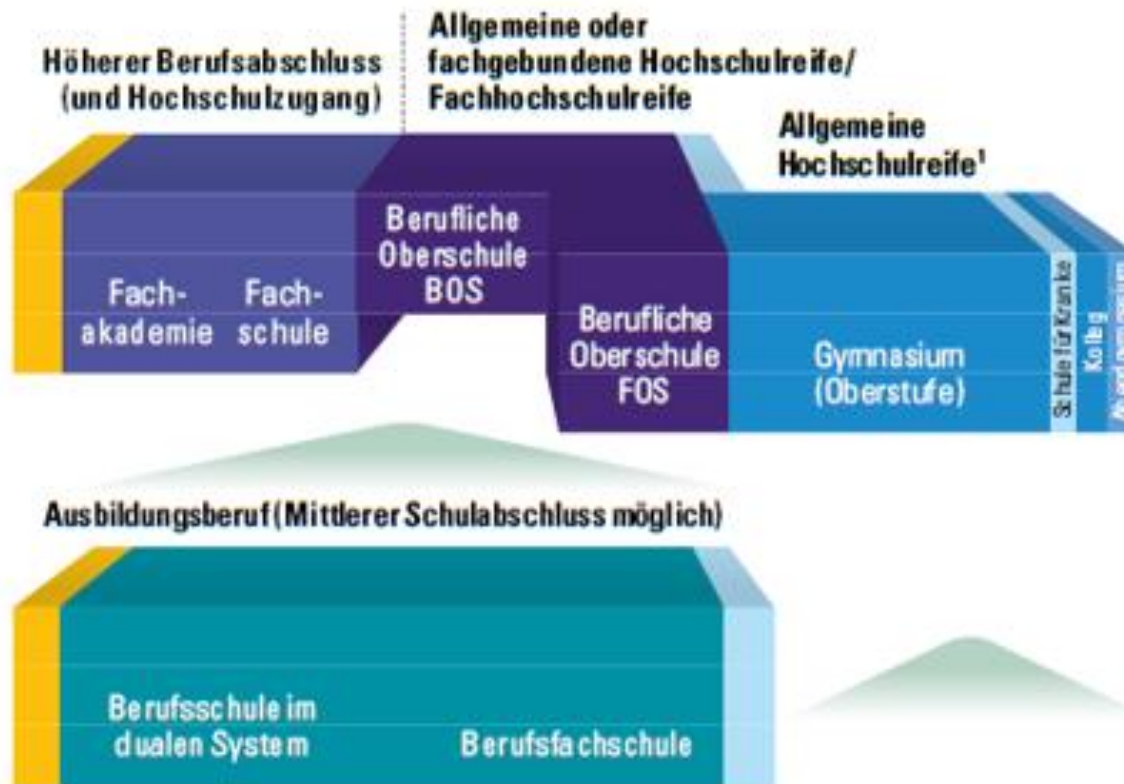 Höherer Berufsabschluss
(und Hochschulzugang)
Allgemeine oder
fachgebundene Hochschulreife/
Fachhochschulreife
Allgemeine
Hochschulreife¹
Fach-
akademie
Fach-
schule
Berufliche
Oberschule
BOS
Berufliche
Oberschule
FOS
Gymnasium
(Oberstufe)
Schule für Kranke
Kolleg
Ausbildungsberuf (Mittlerer Schulabschluss möglich)
Berufsschule im
dualen System
Berufsfachschule